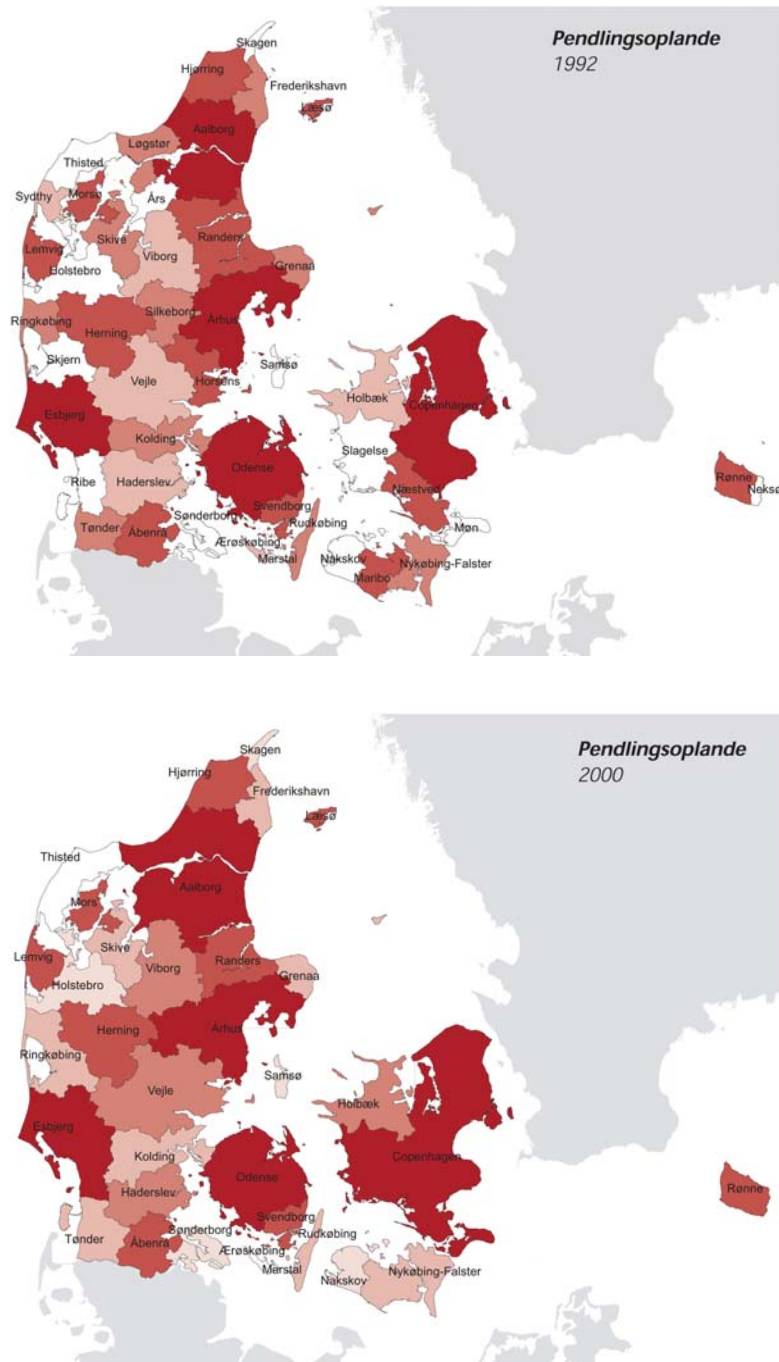 Pendlingsoplande
1992
Skagen
Hjørring
Frederikshavn
Læsø
Aalborg
Løgstør
Thisted
Års
Sydthy
Morsø
Skive
Randers
Lemvig
Viborg
Holstebro
Grenaa
Silkeborg
Århus
Ringkøbing
Herning
Skjern
Samsø
Vejle
Horsens
Holbæk
Copenhagen
Esbjerg
Kolding
Slagelse
Odense
Ribe
Haderslev
Næstved
Rønne
Neksø
Svendborg
Sønderborg
Rudkøbing
Tønder
Åbenrå
Møn
Ærøskøbing
Marstal
Nakskov
Nykøbing-Falster
Maribo
Pendlingsoplande
2000
Skagen
Hjørring
Frederikshavn
Læsø
Thisted
Aalborg
Mors
Skive
Lemvig
Viborg
Randers
Grenaa
Holstebro
Herning
Århus
Ringkøbing
Samsø
Vejle
Holbæk
Esbjerg
Kolding
Copenhagen
Odense
Haderslev
Rønne
Svendborg
Sønderborg
Rudkøbing
Tønder
Åbenrå
Ærøskøbing
Marstal
Nakskov
Nykøbing-Falster